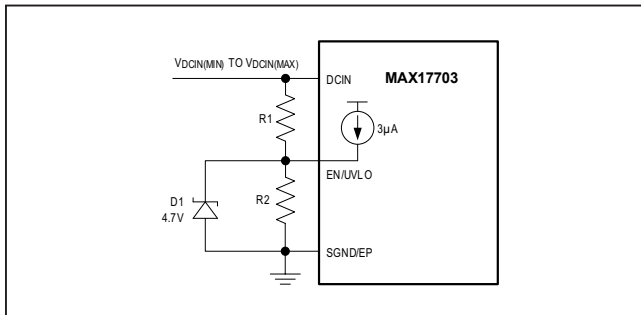 VDCIN(MIN) TO VDCIN(MAX)
DCIN
MAX17703
R1
3µA
EN/UVLO
D1
4.7V
R2
SGND/EP